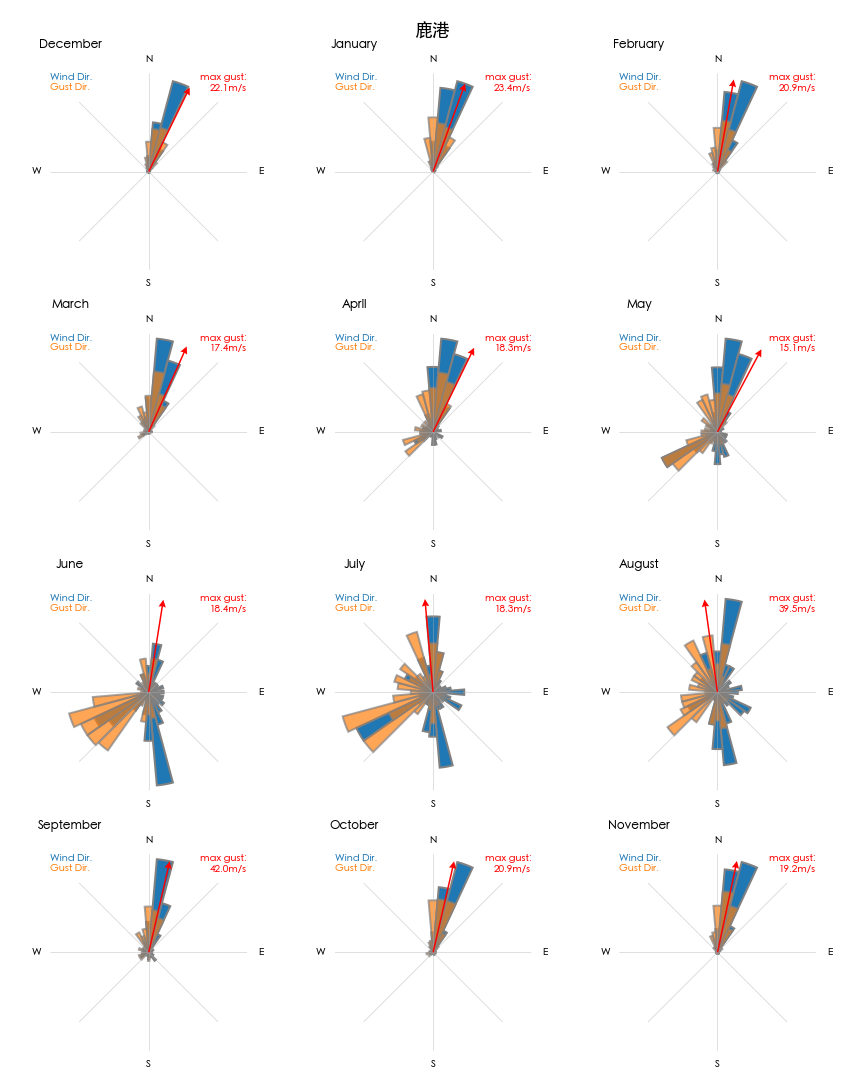 鹿港
December
N
Wind Dir.
Gust Dir.
max gust:
22.1m/s
W
E
S
January
N
Wind Dir.
Gust Dir.
max gust:
23.4m/s
W
E
S
February
N
Wind Dir.
Gust Dir.
max gust:
20.9m/s
W
E
S
March
N
Wind Dir.
Gust Dir.
max gust:
17.4m/s
W
E
S
April
N
Wind Dir.
Gust Dir.
max gust:
18.3m/s
W
E
S
May
N
Wind Dir.
Gust Dir.
max gust:
15.1m/s
W
E
S
June
N
Wind Dir.
Gust Dir.
max gust:
18.4m/s
W
E
S
July
N
Wind Dir.
Gust Dir.
max gust:
18.3m/s
W
E
S
August
N
Wind Dir.
Gust Dir.
max gust:
39.5m/s
W
E
S
September
N
Wind Dir.
Gust Dir.
max gust:
42.0m/s
W
E
S
October
N
Wind Dir.
Gust Dir.
max gust:
20.9m/s
W
E
S
November
N
Wind Dir.
Gust Dir.
max gust:
19.2m/s
W
E
S